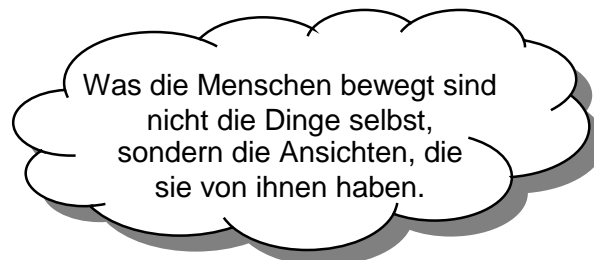 Was die Menschen bewegt sind
nicht die Dinge selbst,
sondern die Ansichten, die
sie von ihnen haben.